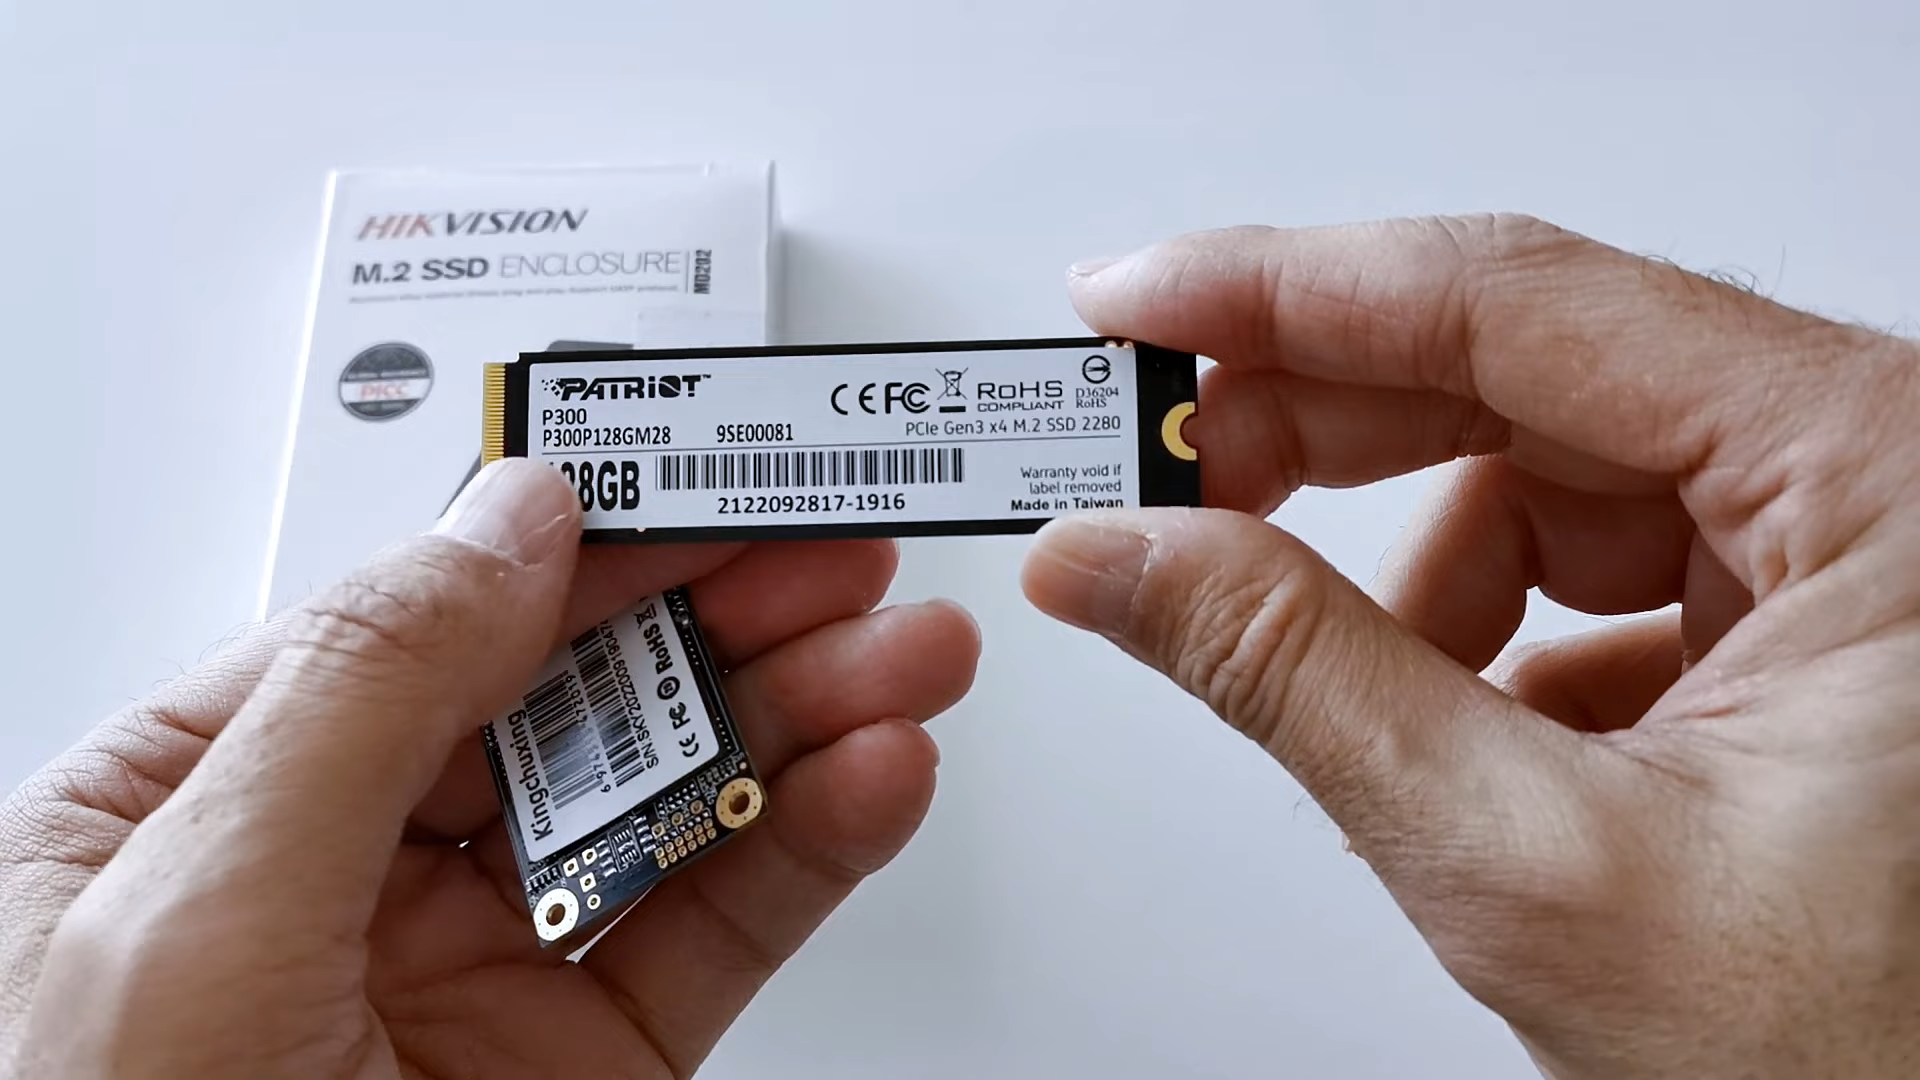 HIKVISION
M.2 SSD ENCLOSURE
MD202
PICC
PATRIOT™
P300
P300P128GM28 9SE00081
CE FC RoHS
COMPLIANT
D36204
RoHS
PCIe Gen3 x4 M.2 SSD 2280
28GB
2122092817-1916
Warranty void if
label removed
Made in Taiwan
Kingchuxing
CE FC RoHS